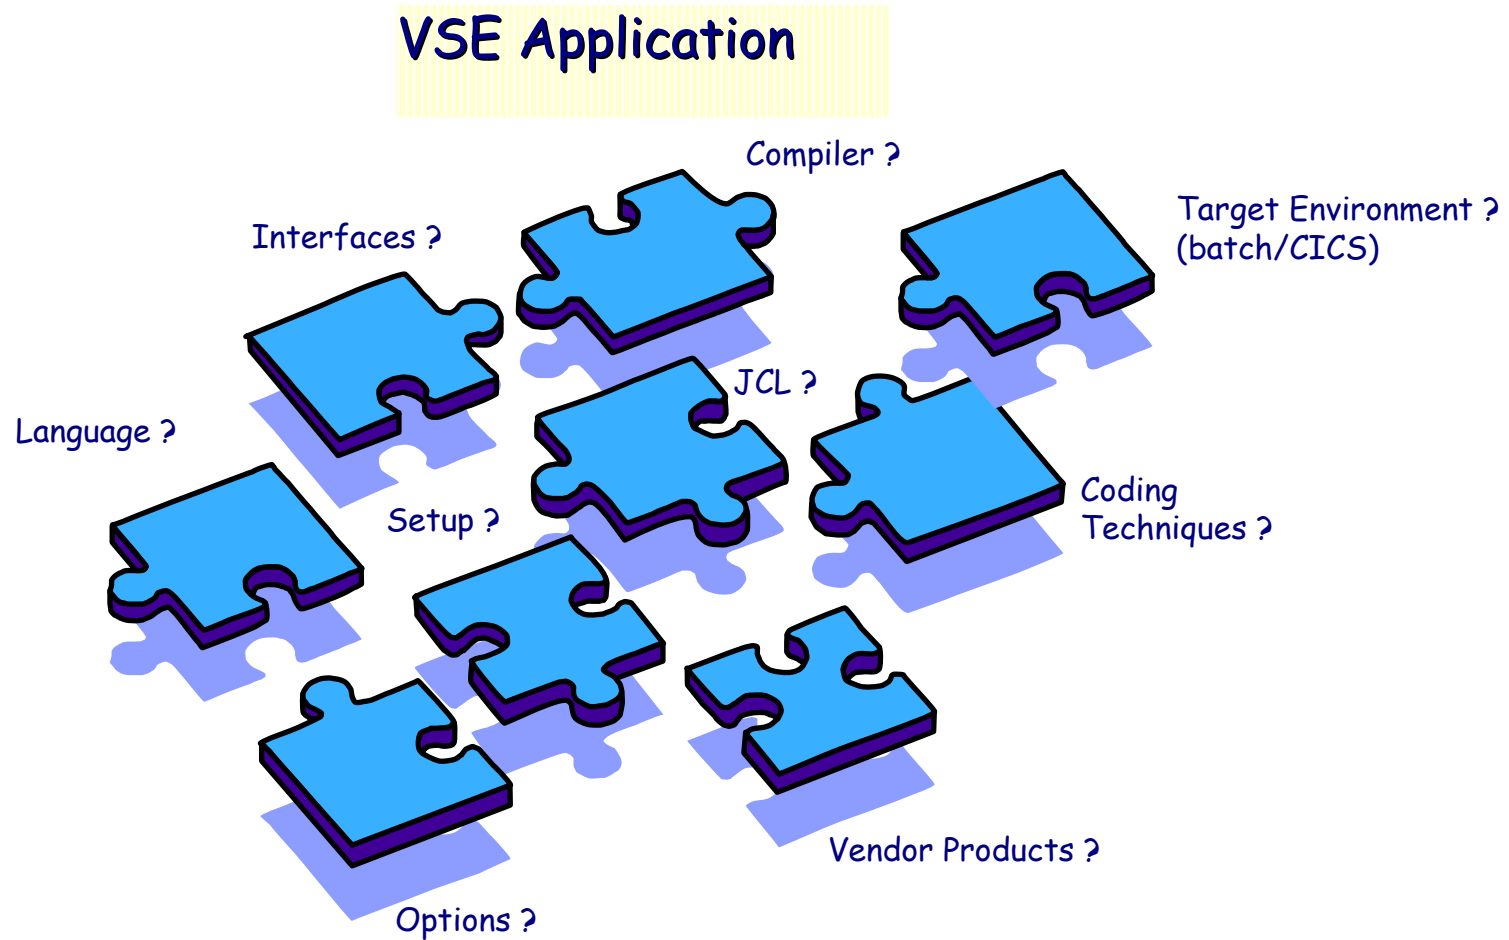 VSE Application
Compiler ?
Target Environment ?
(batch/CICS)
Interfaces ?
JCL ?
Language ?
Coding
Techniques ?
Setup ?
Vendor Products ?
Options ?